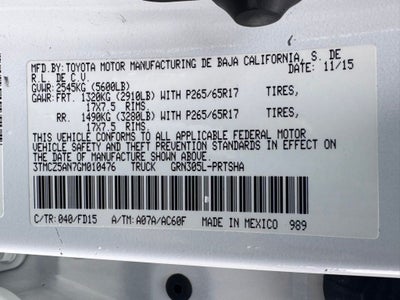 MFD.BY: TOYOTA MOTOR MANUFACTURING DE BAJA CALIFORNIA, S. DE
R.L. DE C.V. DATE: 11/15
GVWR: 2545KG (5600LB)
GAWR: FRT. 1320KG (2910LB) WITH P265/65R17 TIRES,
17X7.5 RIMS,
RR. 1490KG (3280LB) WITH P265/65R17 TIRES,
17X7.5 RIMS.
THIS VEHICLE CONFORMS TO ALL APPLICABLE FEDERAL MOTOR
VEHICLE SAFETY AND THEFT PREVENTION STANDARDS IN EFFECT ON
THE DATE OF MANUFACTURE SHOWN ABOVE.
3TMCZ5AN7GM010476 TRUCK GRN305L-PRTSHA
C/TR: 040/FD15 A/TM: A07A/AC60F MADE IN MEXICO 989